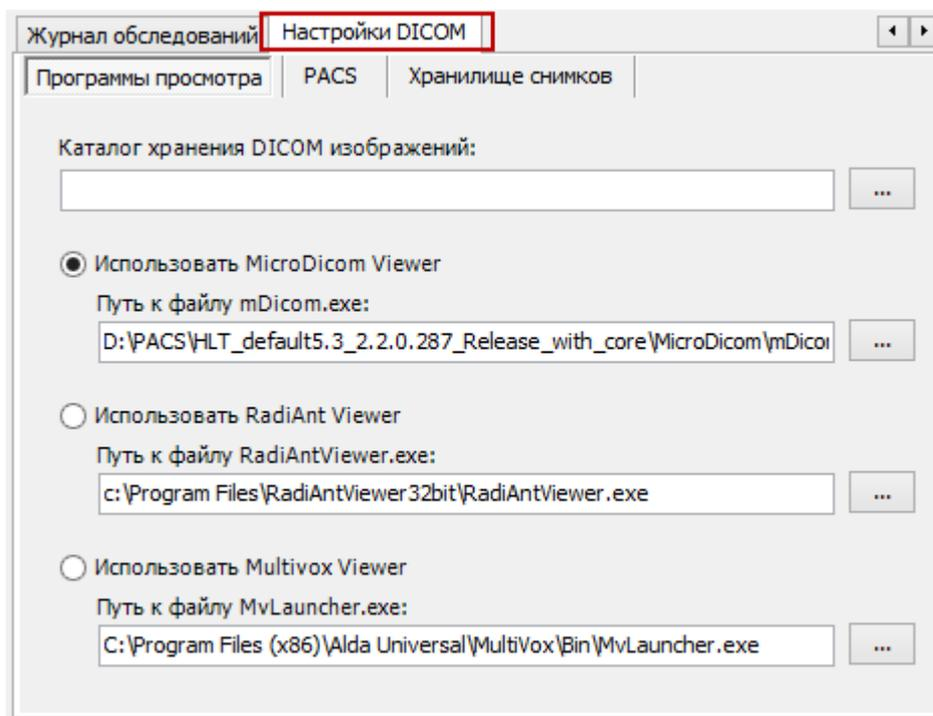 Журнал обследований Настройки DICOM
Программы просмотра PACS Хранилище снимков
Каталог хранения DICOM изображений:
...
Использовать MicroDicom Viewer
Путь к файлу mDicom.exe:
D:\PACS\HLT_default5.3_2.2.0.287_Release_with_core\MicroDicom\mDicor ...
Использовать RadiAnt Viewer
Путь к файлу RadiAntViewer.exe:
c:\Program Files\RadiAntViewer32bit\RadiAntViewer.exe ...
Использовать Multivox Viewer
Путь к файлу MvLauncher.exe:
C:\Program Files (x86)\Alda Universal\MultiVox\Bin\MvLauncher.exe ...